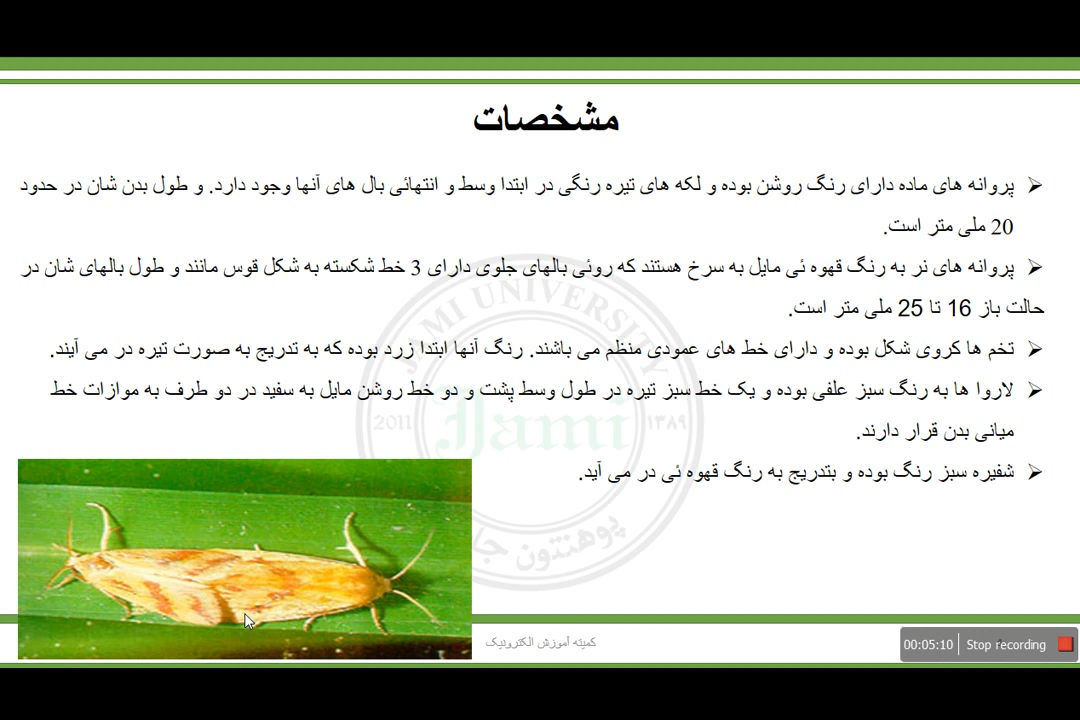 مشخصات
پروانه های ماده دارای رنگ روشن بوده و لکه های تیره رنگی در ابتدا وسط و انتهائی بال های آنها وجود دارد. و طول بدن شان در حدود
20 ملی متر است.
پروانه های نر به رنگ قهوه ئی مایل به سرخ هستند که روئی بالهای جلوی دارای 3 خط شکسته به شکل قوس مانند و طول بالهای شان در
حالت باز 16 تا 25 ملی متر است.
تخم ها کروی شکل بوده و دارای خط های عمودی منظم می باشند. رنگ آنها ابتدا زرد بوده که به تدریج به صورت تیره در می آیند.
لاروا ها به رنگ سبز علفی بوده و یک خط سبز تیره در طول وسط پشت و دو خط روشن مایل به سفید در دو طرف به موازات خط
میانی بدن قرار دارند.
شفیره سبز رنگ بوده و بتدریج به رنگ قهوه ئی در می آید.
JAMI UNIVERSITY
2011
Jami
۱۳۸۹
پوهنتون
کمیته آموزش الکترونیک
00:05:10 Stop recording